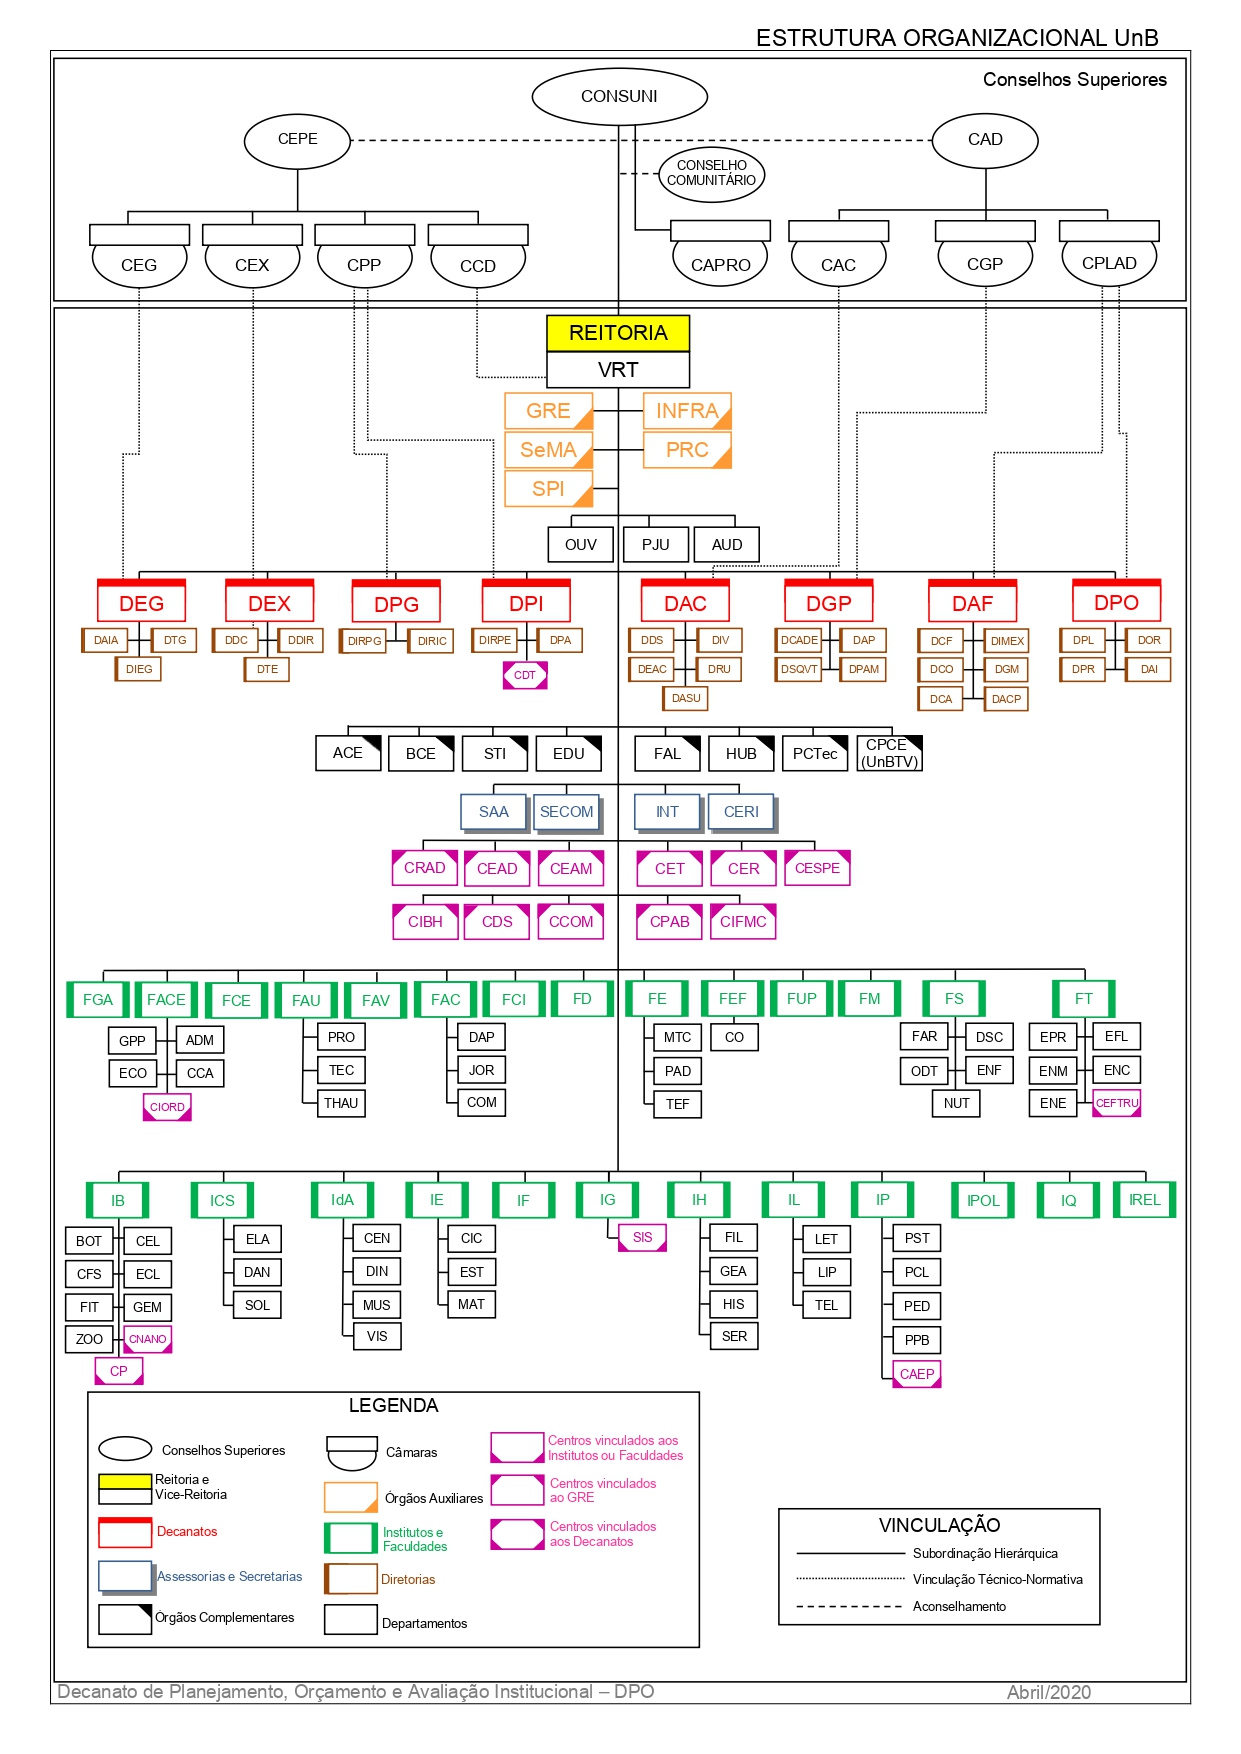 ESTRUTURA ORGANIZACIONAL UnB
Conselhos Superiores
CONSUNI
CEPE
CAD
CONSELHO
COMUNITÁRIO
CEG
CEX
CPP
CCD
CAPRO
CAC
CGP
CPLAD
REITORIA
VRT
GRE
INFRA
SeMA
PRC
SPI
OUV
PJU
AUD
DEG
DEX
DPG
DPI
DAC
DGP
DAF
DPO
DAIA
DTG
DDC
DDIR
DIRPG
DIRIC
DIRPE
DPA
DDS
DIV
DCADE
DAP
DCF
DIMEX
DPL
DOR
DIEG
DTE
CDT
DEAC
DRU
DSQVT
DPAM
DCO
DGM
DPR
DAI
DASU
DCA
DACP
ACE
BCE
STI
EDU
FAL
HUB
PCTec
CPCE
(UnBTV)
SAA
SECOM
INT
CERI
CRAD
CEAD
CEAM
CET
CER
CESPE
CIBH
CDS
CCOM
CPAB
CIFMC
FGA
FACE
FCE
FAU
FAV
FAC
FCI
FD
FE
FEF
FUP
FM
FS
FT
GPP
ADM
PRO
DAP
MTC
CO
FAR
DSC
EPR
EFL
ECO
CCA
TEC
JOR
PAD
ODT
ENF
ENM
ENC
CIORD
THAU
COM
TEF
NUT
ENE
CEFTRU
IB
ICS
IdA
IE
IF
IG
IH
IL
IP
IPOL
IQ
IREL
BOT
CEL
ELA
CEN
CIC
SIS
FIL
LET
PST
CFS
ECL
DAN
DIN
EST
GEA
LIP
PCL
FIT
GEM
SOL
MUS
MAT
HIS
TEL
PED
ZOO
CNANO
VIS
SER
PPB
CP
CAEP
LEGENDA
Conselhos Superiores
Reitoria e
Vice-Reitoria
Decanatos
Assessorias e Secretarias
Órgãos Complementares
Câmaras
Órgãos Auxiliares
Institutos e
Faculdades
Diretorias
Departamentos
Centros vinculados aos
Institutos ou Faculdades
Centros vinculados
ao GRE
Centros vinculados
aos Decanatos
VINCULAÇÃO
Subordinação Hierárquica
Vinculação Técnico-Normativa
Aconselhamento
Decanato de Planejamento, Orçamento e Avaliação Institucional – DPO
Abril/2020